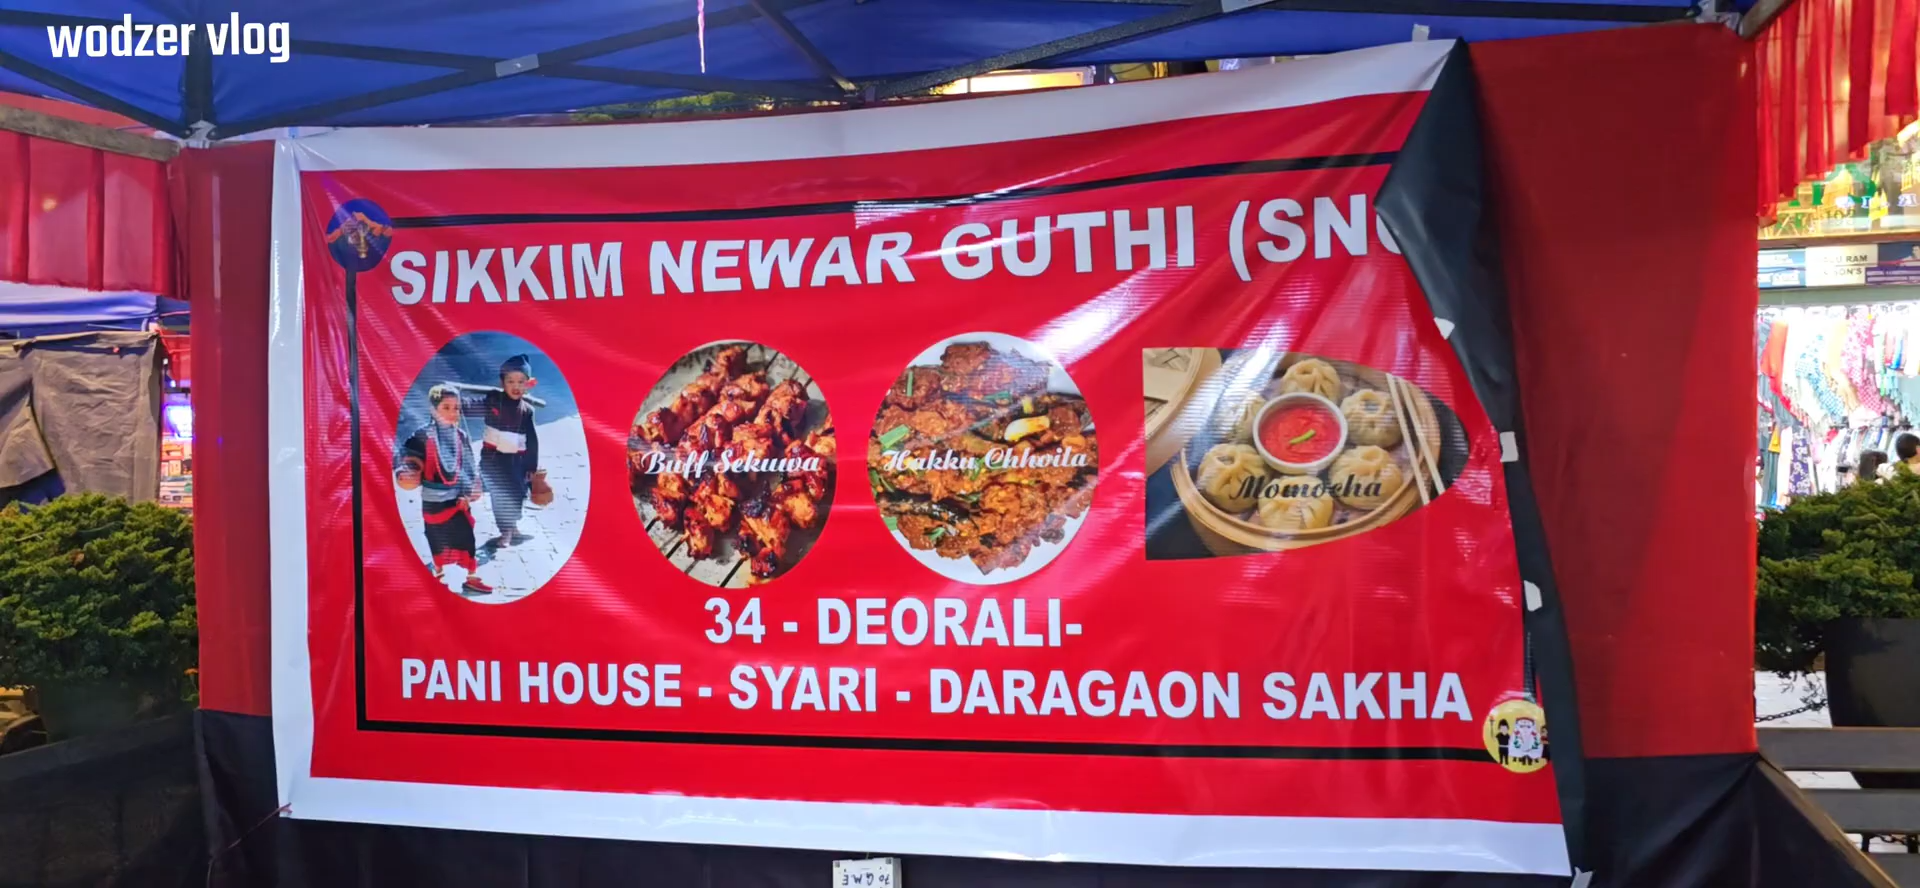 wodzer vlog
SIKKIM NEWAR GUTHI (SN
Buff Sekuwa
Hakku Chhoila
Momocha
34 - DEORALI-
PANI HOUSE - SYARI - DARAGAON SAKHA